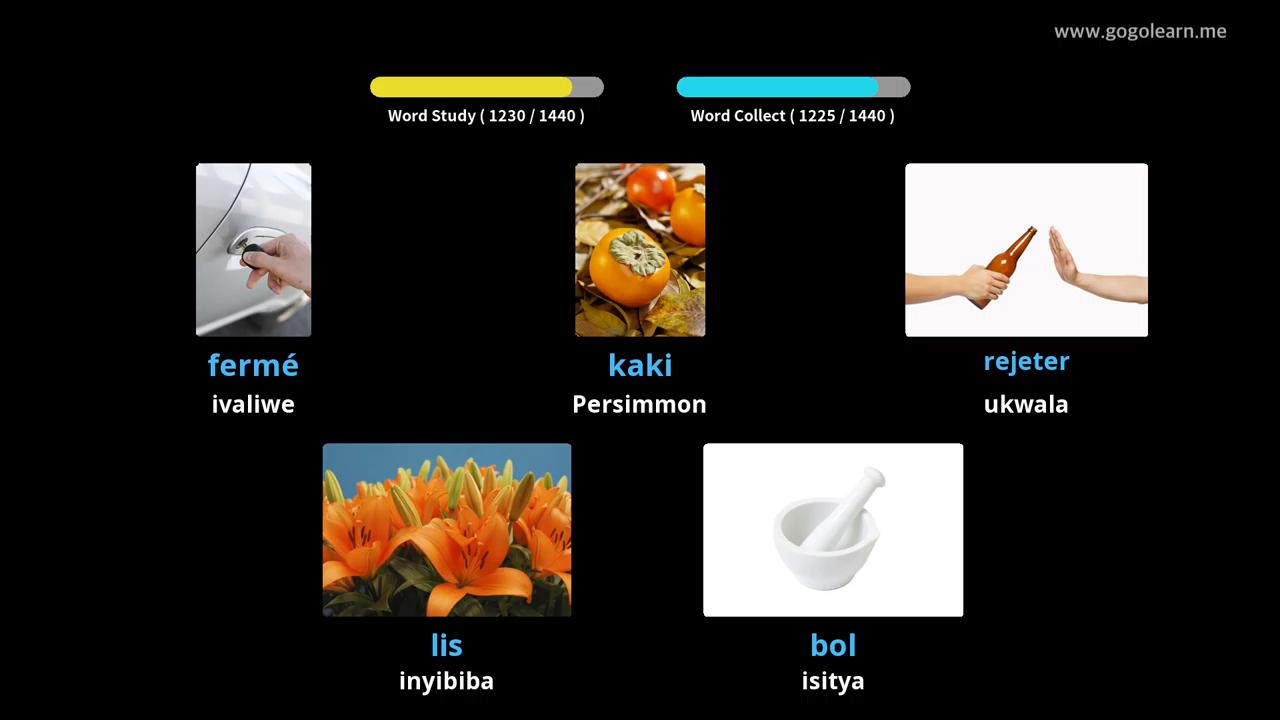 www.gogolearn.me
Word Study ( 1230 / 1440 )
Word Collect ( 1225 / 1440 )
fermé
ivaliwe
kaki
Persimmon
rejeter
ukwala
lis
inyibiba
bol
isitya